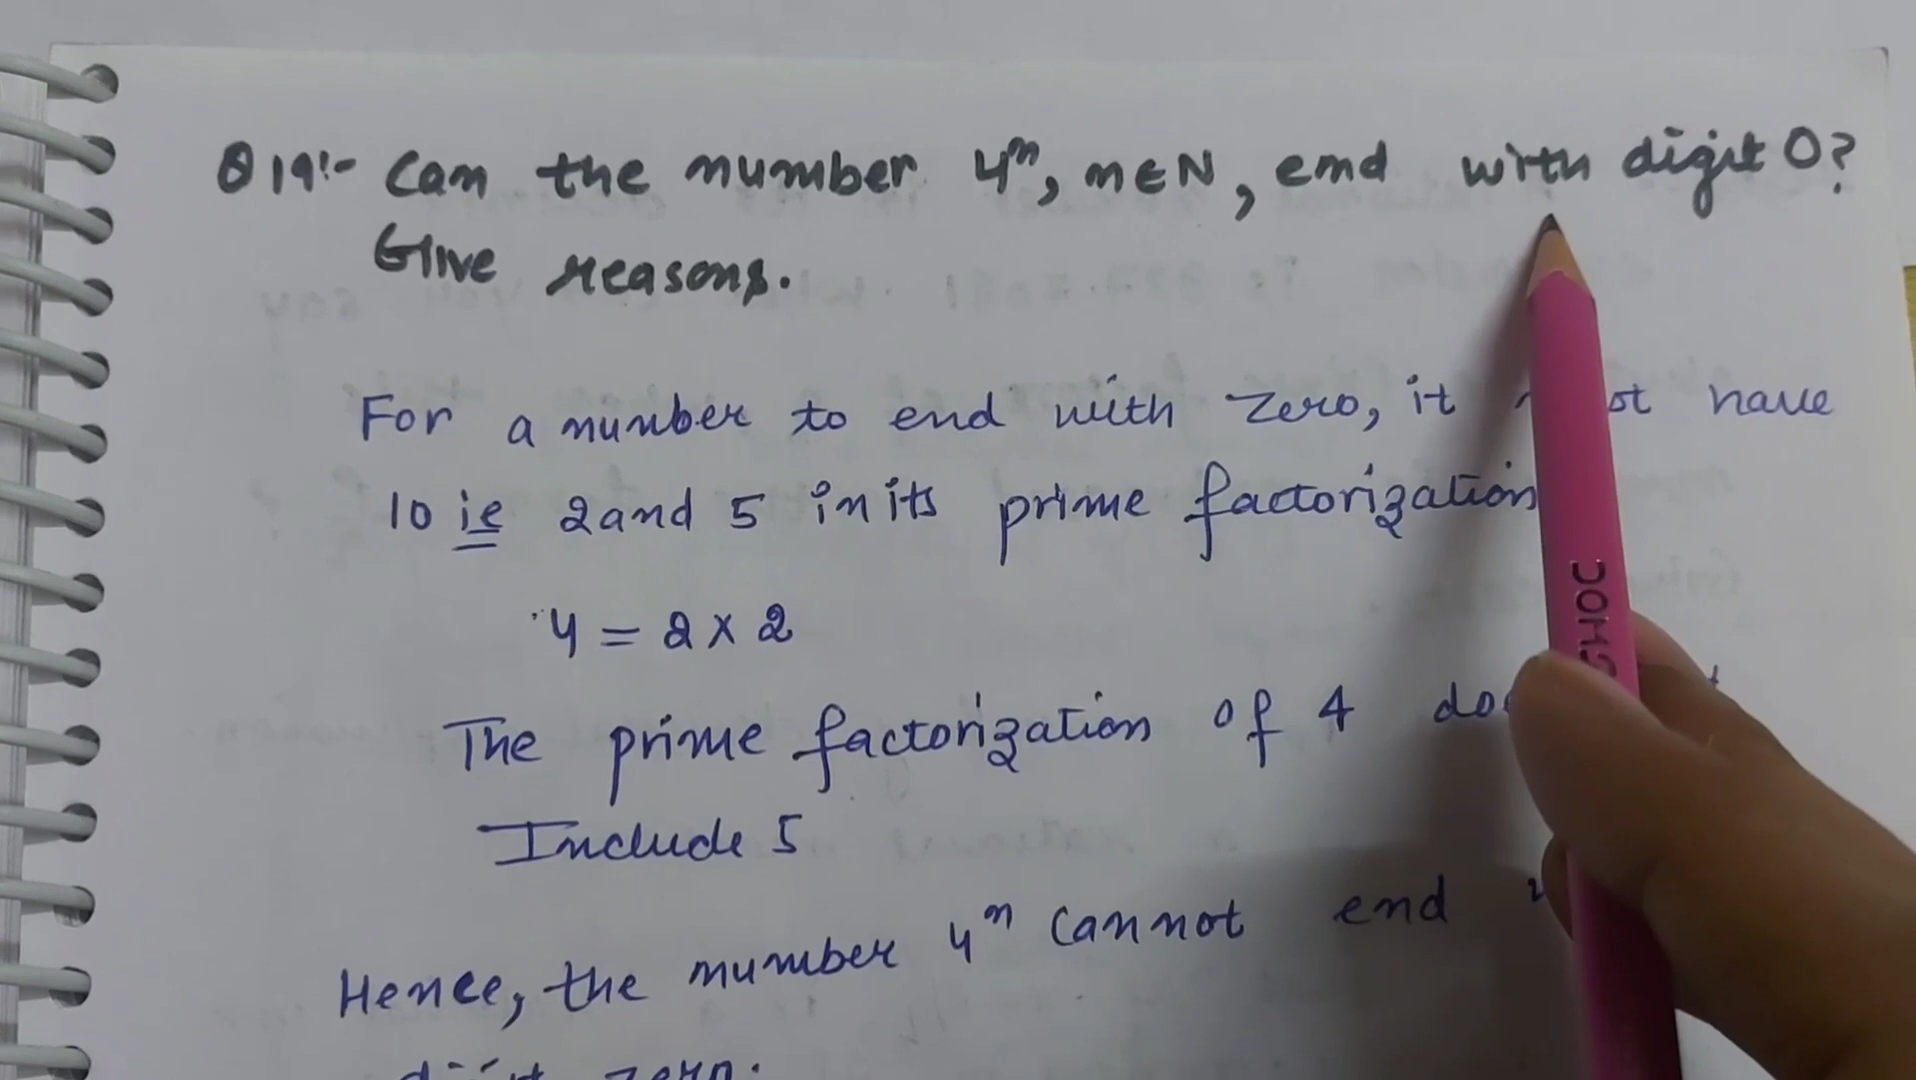 Q19:- Can the number 4ⁿ, n∈N, end with digit 0?
Give reasons.
For a number to end with zero, it have
10 ie 2 and 5 in its prime factorization
4 = 2 x 2
The prime factorization of 4
Include 5
Hence, the number 4ⁿ cannot end
digit zero.